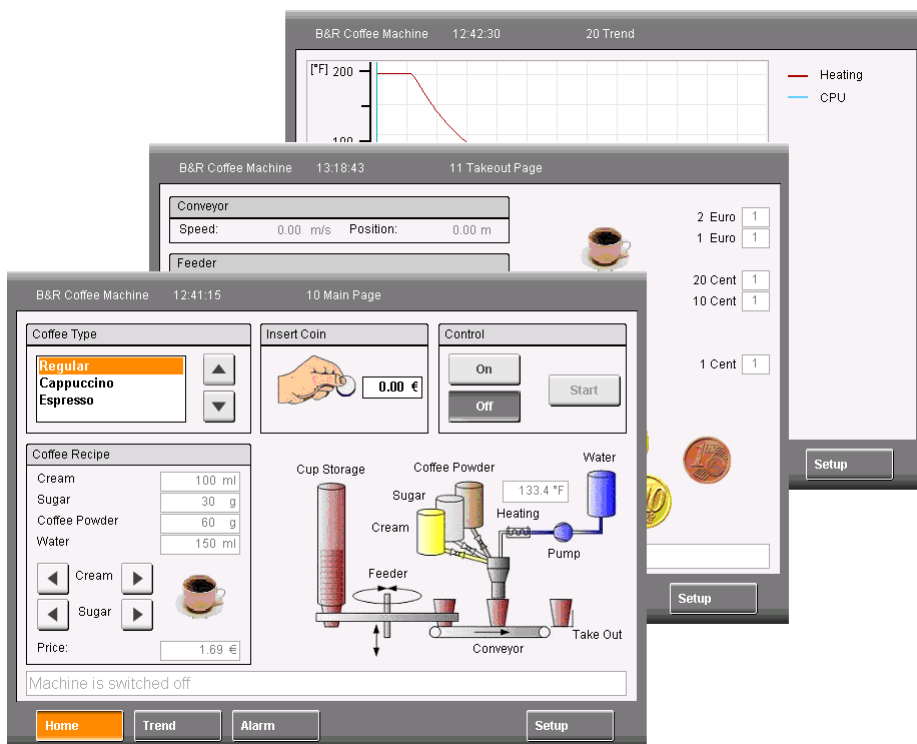 B&R Coffee Machine 12:42:30 20 Trend
[°F] 200
100
Heating
CPU
Setup
B&R Coffee Machine 13:18:43 11 Takeout Page
Conveyor
Speed: 0.00 m/s Position: 0.00 m
Feeder
2 Euro 1
1 Euro 1
20 Cent 1
10 Cent 1
1 Cent 1
Setup
B&R Coffee Machine 12:41:15 10 Main Page
Coffee Type
Regular
Cappuccino
Espresso
Insert Coin
0.00 €
Control
On
Off
Start
Coffee Recipe
Cream 100 ml
Sugar 30 g
Coffee Powder 60 g
Water 150 ml
Cream
Sugar
Price: 1.69 €
Cup Storage
Coffee Powder
Water
Sugar
133.4 °F
Cream
Heating
Pump
Feeder
Take Out
Conveyor
Machine is switched off
Home Trend Alarm Setup